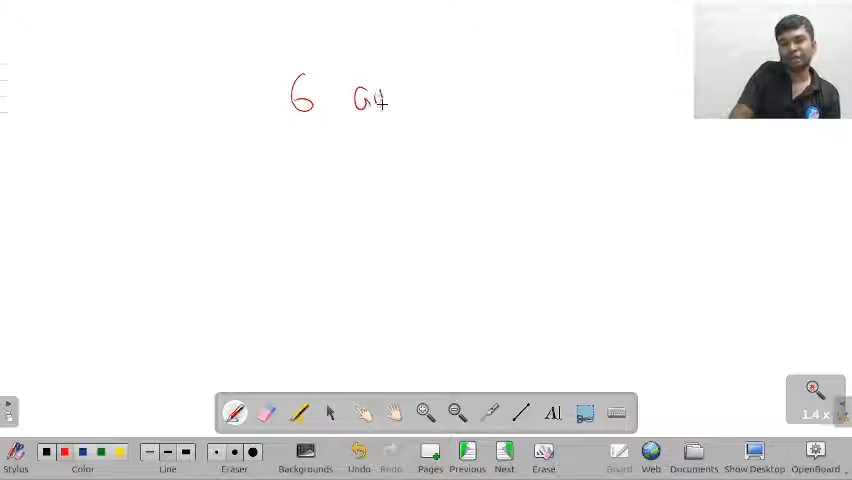 6
1.4 x
Stylus
Color
Line
Eraser
Backgrounds
Undo
Redo
Pages
Previous
Next
Erase
Board
Web
Documents
Show Desktop
OpenBoard